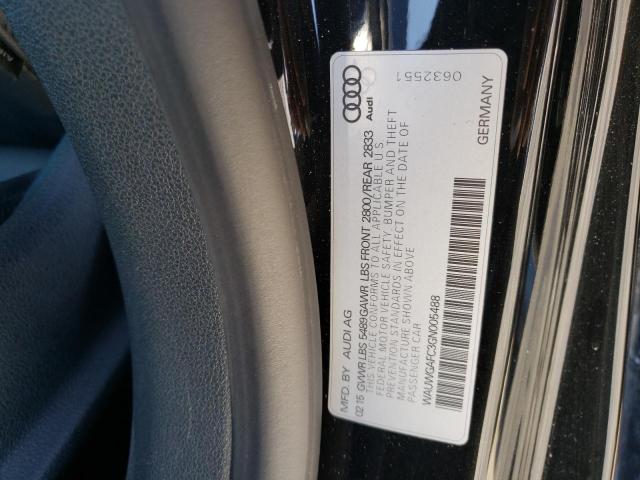 MFD. BY AUDI AG
02 15 GVWR LBS 5489 GAWR LBS FRONT 2800/REAR 2833
THIS VEHICLE CONFORMS TO ALL APPLICABLE U.S.
FEDERAL MOTOR VEHICLE SAFETY, BUMPER AND THEFT
PREVENTION STANDARDS IN EFFECT ON THE DATE OF
MANUFACTURE SHOWN ABOVE
PASSENGER CAR
WAUWGAFC3GN005488
GERMANY
Audi
0632551